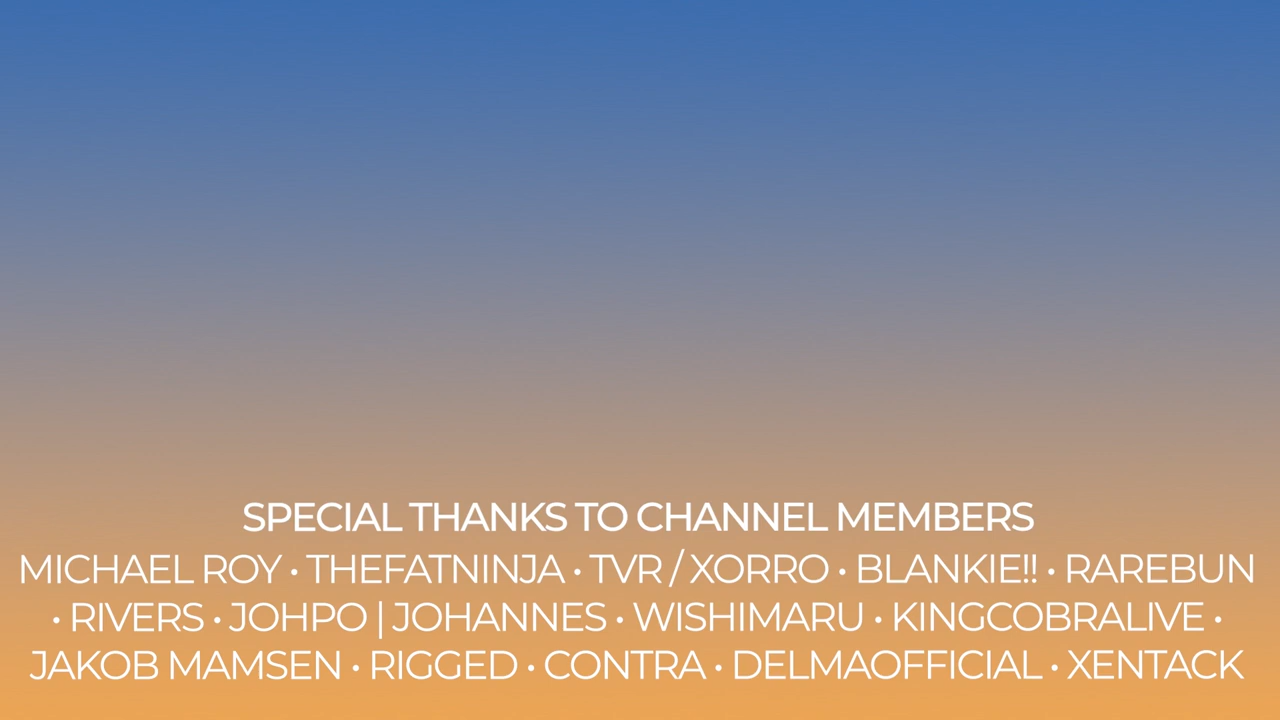 SPECIAL THANKS TO CHANNEL MEMBERS
MICHAEL ROY • THEFATNINJA • TVR / XORRO • BLANKIE!! • RAREBUN
• RIVERS • JOHPO | JOHANNES • WISHIMARU • KINGCOBRALIVE •
JAKOB MAMSEN • RIGGED • CONTRA • DELMAOFFICIAL • XENTACK